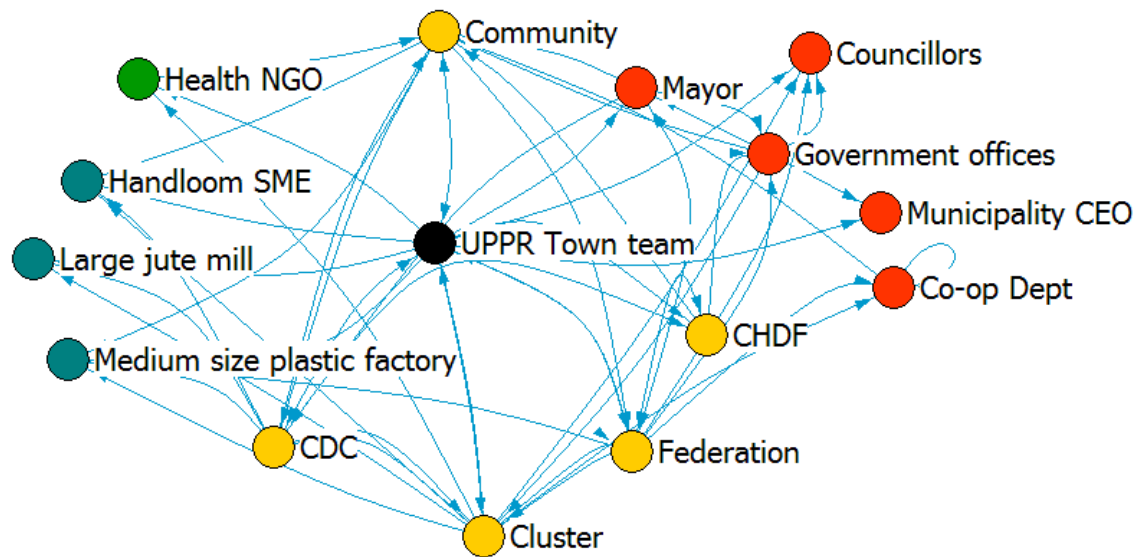 Community
Councillors
Health NGO
Mayor
Government offices
Handloom SME
Municipality CEO
UPPR Town team
Large jute mill
Co-op Dept
CHDF
Medium size plastic factory
CDC
Federation
Cluster